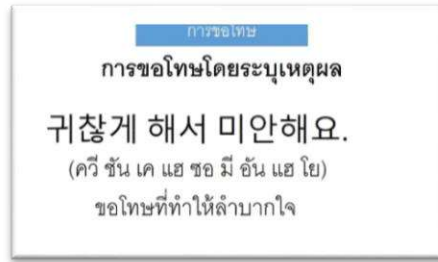 การขอโทษ
การขอโทษโดยระบุเหตุผล
귀찮게 해서 미안해요.
(ควี ชัน เค แฮ ซอ มี อัน แฮ โย)
ขอโทษที่ทำให้ลำบากใจ